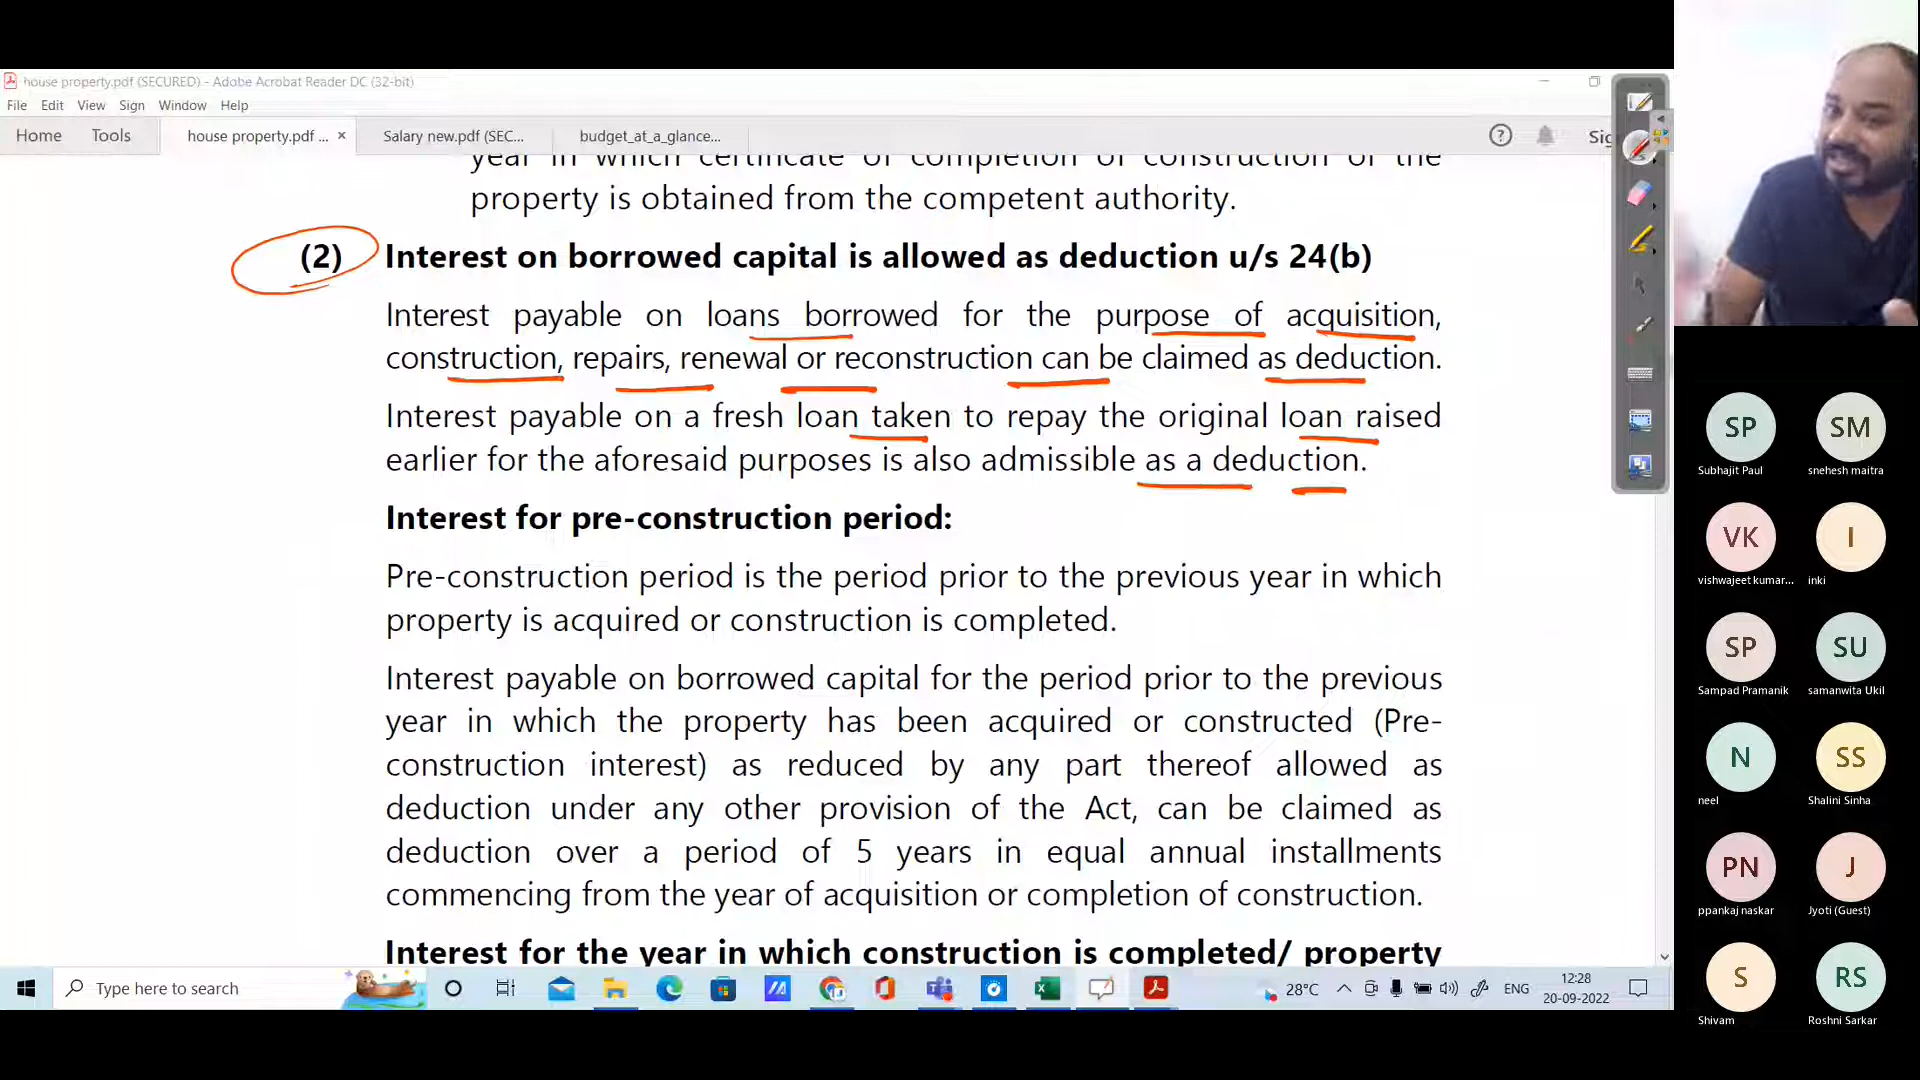 house property.pdf (SECURED) - Adobe Acrobat Reader DC (32-bit)
File Edit View Sign Window Help
Home Tools house property.pdf ... × Salary new.pdf (SEC... budget_at_a_glance... ?
year in which certificate of completion of construction of the
property is obtained from the competent authority.
(2) Interest on borrowed capital is allowed as deduction u/s 24(b)
Interest payable on loans borrowed for the purpose of acquisition,
construction, repairs, renewal or reconstruction can be claimed as deduction.
Interest payable on a fresh loan taken to repay the original loan raised
earlier for the aforesaid purposes is also admissible as a deduction.
Interest for pre-construction period:
Pre-construction period is the period prior to the previous year in which
property is acquired or construction is completed.
Interest payable on borrowed capital for the period prior to the previous
year in which the property has been acquired or constructed (Pre-
construction interest) as reduced by any part thereof allowed as
deduction under any other provision of the Act, can be claimed as
deduction over a period of 5 years in equal annual installments
commencing from the year of acquisition or completion of construction.
Interest for the year in which construction is completed/ property
Type here to search
28°C
ENG
12:28
20-09-2022
SP SM
Subhajit Paul snehesh maitra
VK I
vishwajeet kumar... inki
SP SU
Sampad Pramanik samanwita Ukil
N SS
neel Shalini Sinha
PN J
ppankaj naskar Jyoti (Guest)
S RS
Shivam Roshni Sarkar